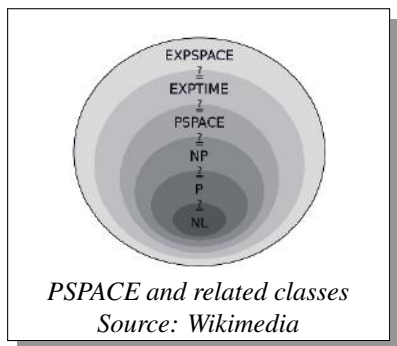 EXPSPACE
?
=
EXPTIME
?
=
PSPACE
?
=
NP
?
=
P
?
=
NL
PSPACE and related classes
Source: Wikimedia